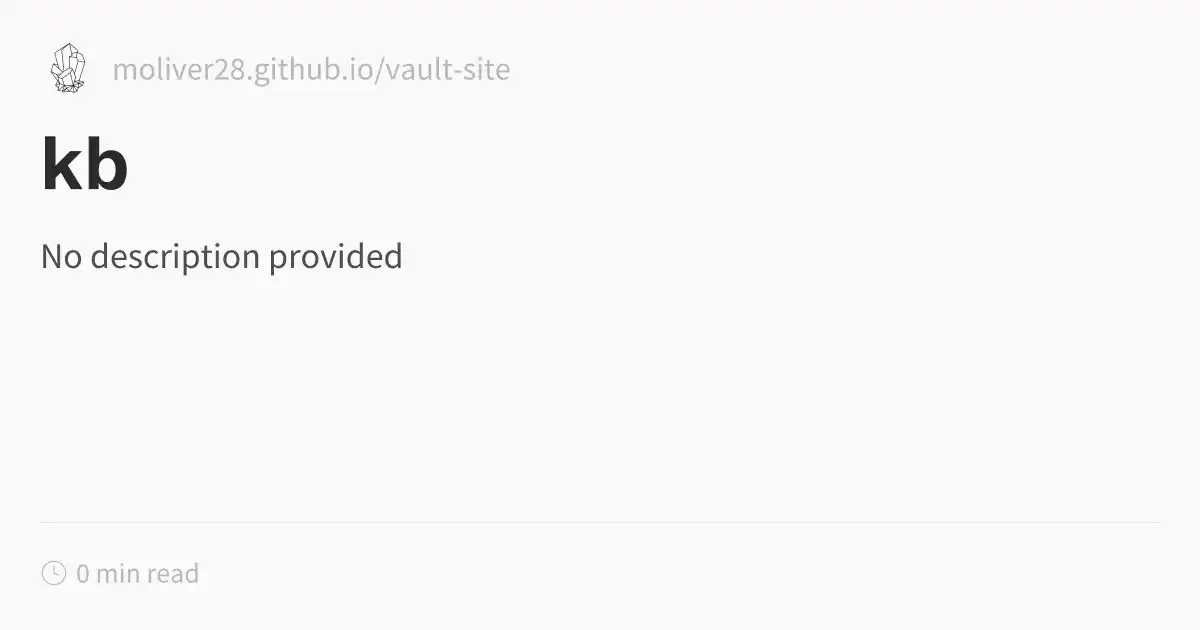 moliver28.github.io/vault-site
kb
No description provided
0 min read